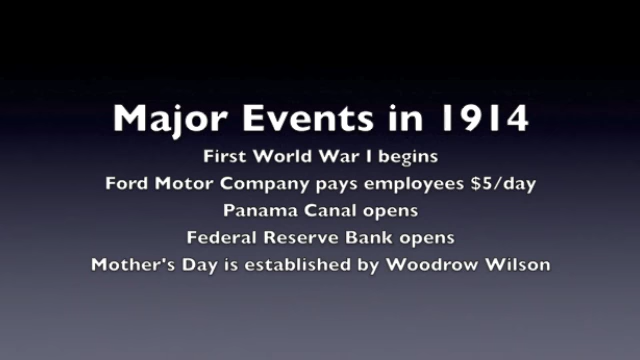 Major Events in 1914
First World War I begins
Ford Motor Company pays employees $5/day
Panama Canal opens
Federal Reserve Bank opens
Mother's Day is established by Woodrow Wilson